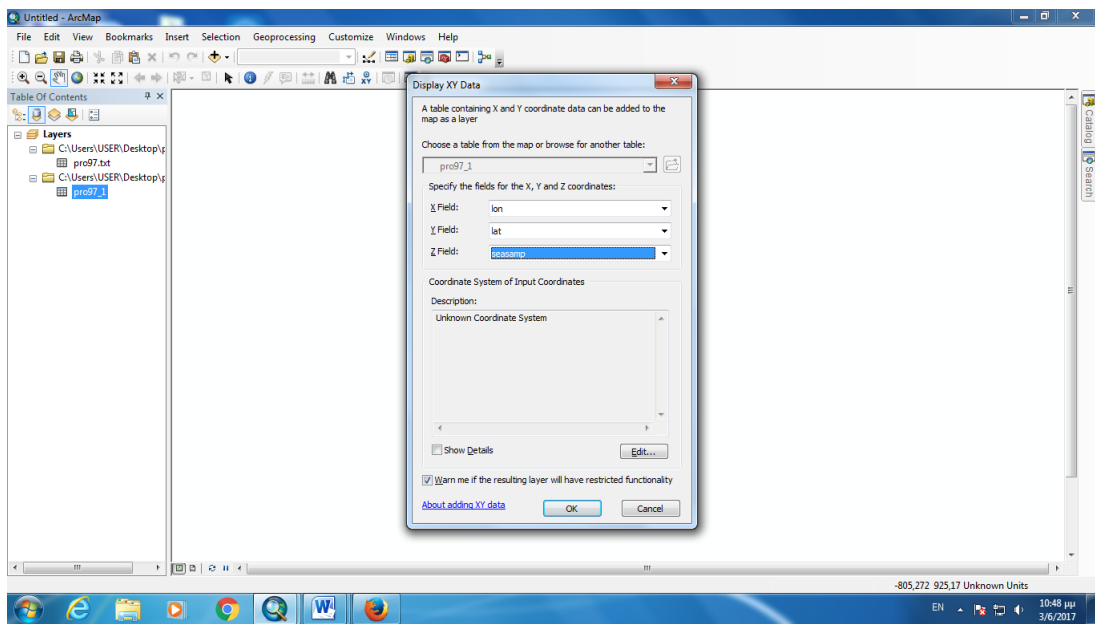 Untitled - ArcMap
File Edit View Bookmarks Insert Selection Geoprocessing Customize Windows Help
Table Of Contents
Layers
C:\Users\USER\Desktop\p
pro97.txt
C:\Users\USER\Desktop\p
pro97_1
Display XY Data
A table containing X and Y coordinate data can be added to the
map as a layer
Choose a table from the map or browse for another table:
pro97_1
Specify the fields for the X, Y and Z coordinates:
X Field: lon
Y Field: lat
Z Field: seasamp
Coordinate System of Input Coordinates
Description:
Unknown Coordinate System
Show Details
Edit...
Warn me if the resulting layer will have restricted functionality
About adding XY data
OK
Cancel
Catalog
Search
-805,272 925,17 Unknown Units
EN
10:48 μμ
3/6/2017